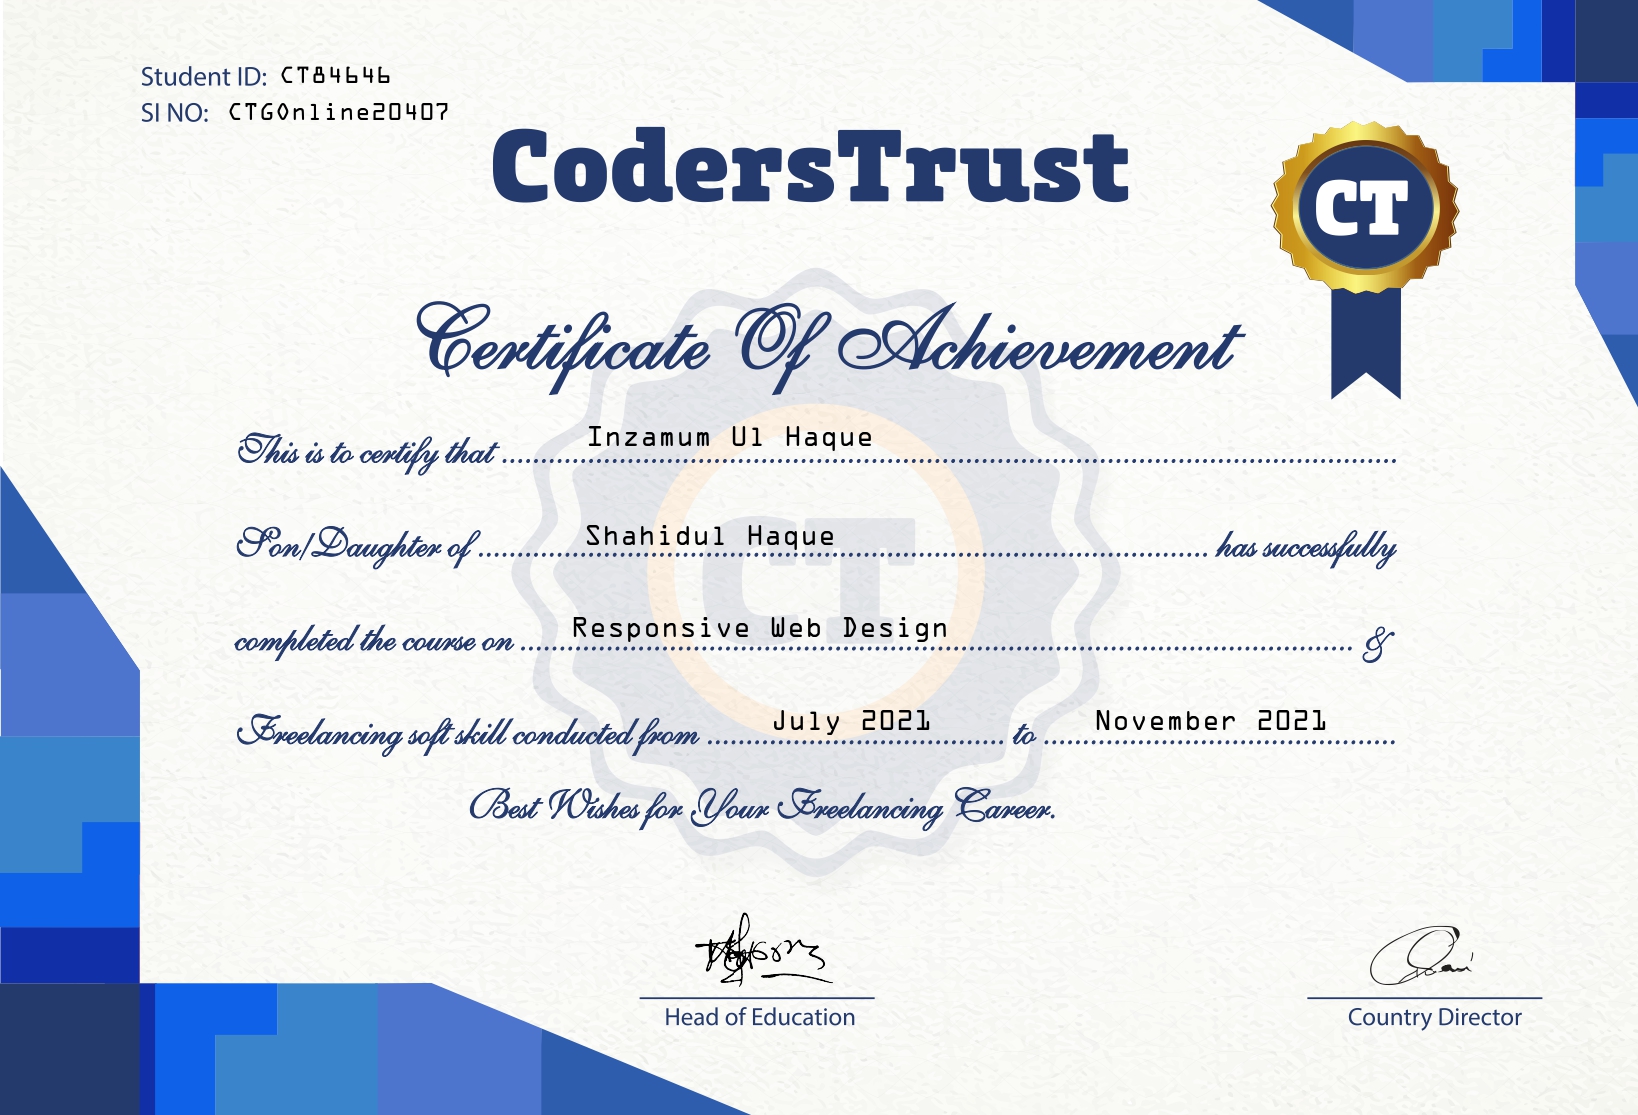 Student ID: CT84646
SI NO: CTGOnline20407
CodersTrust
CT
Certificate Of Achievement
This is to certify that Inzamum Ul Haque
Son/Daughter of Shahidul Haque has successfully
CT
completed the course on Responsive Web Design &
Freelancing soft skill conducted from July 2021 to November 2021
Best Wishes for Your Freelancing Career.
Head of Education
Country Director